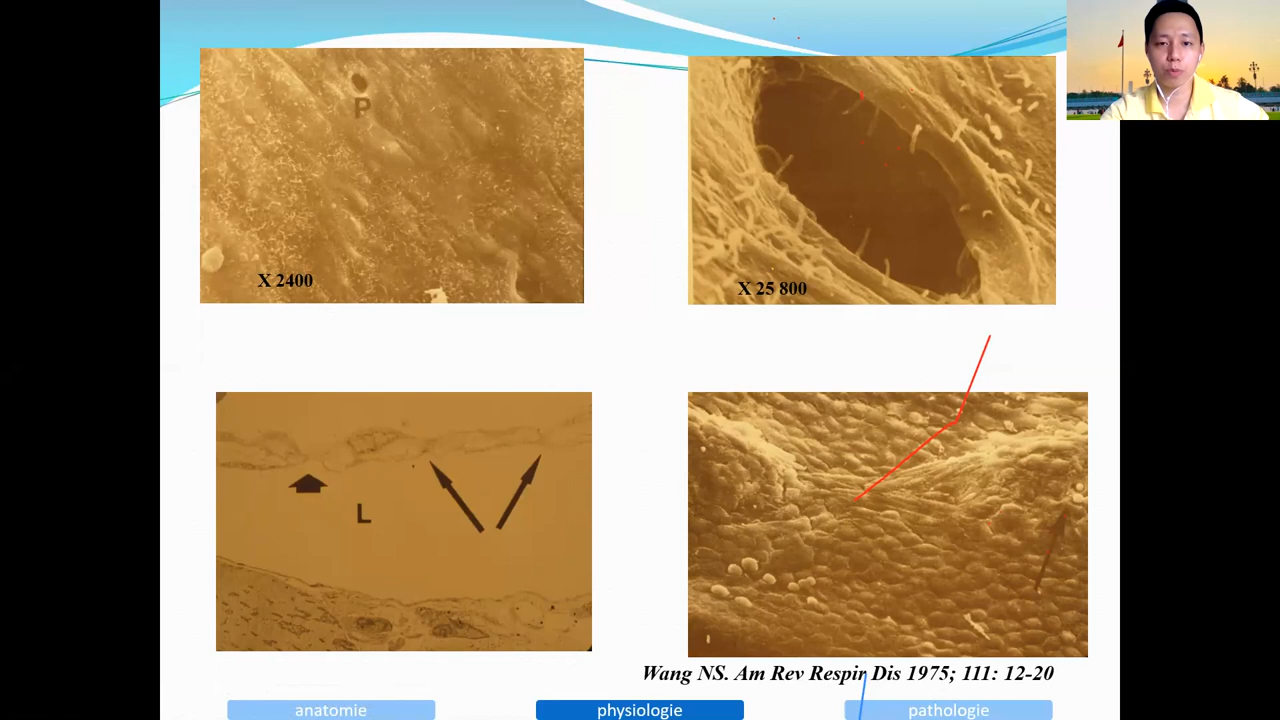 P
X 2400
X 25 800
L
Wang NS. Am Rev Respir Dis 1975; 111: 12-20
anatomie
physiologie
pathologie